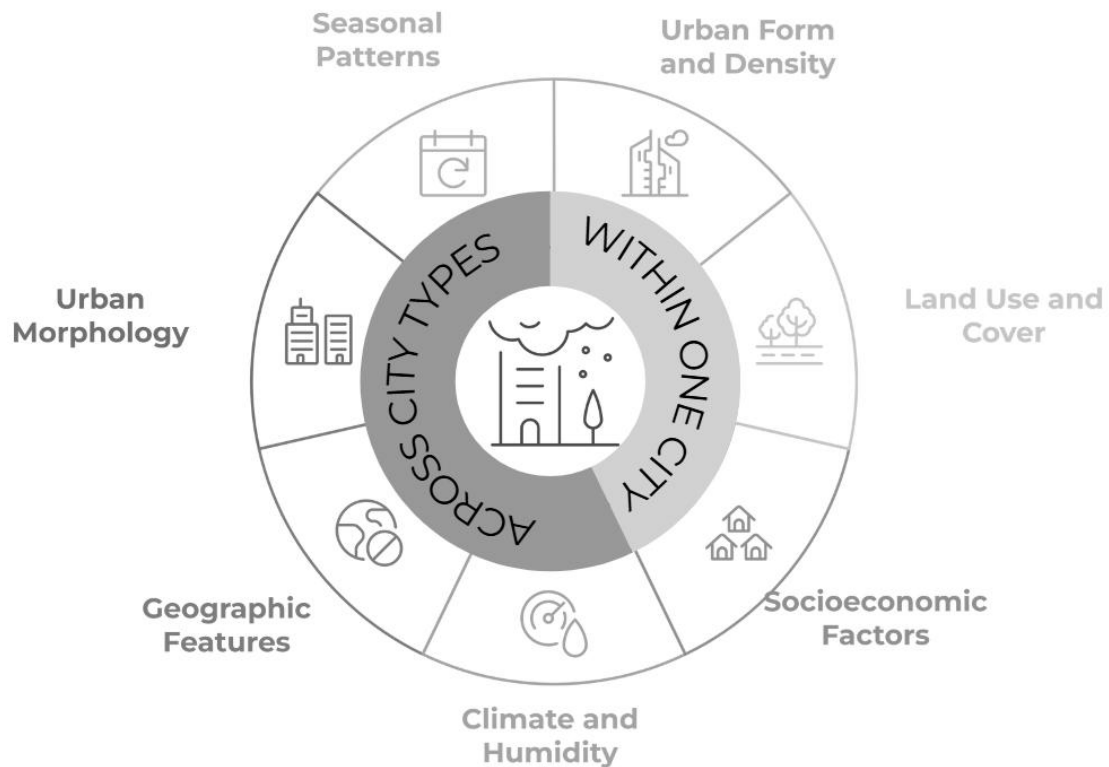 Seasonal
Patterns
Urban Form
and Density
Land Use and
Cover
Socioeconomic
Factors
Climate and
Humidity
Geographic
Features
Urban
Morphology
ACROSS CITY TYPES
WITHIN ONE CITY